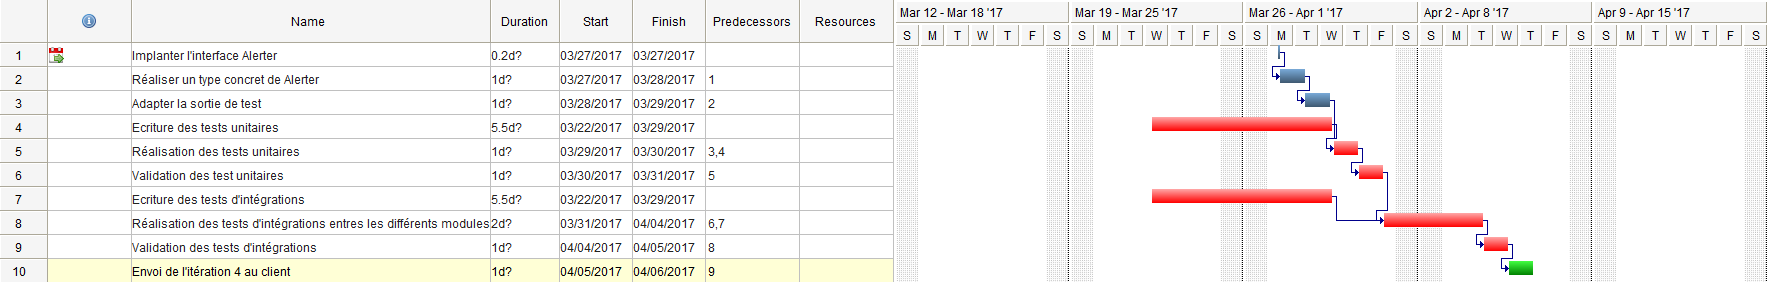 Name Duration Start Finish Predecessors Resources
Mar 12 - Mar 18 '17 Mar 19 - Mar 25 '17 Mar 26 - Apr 1 '17 Apr 2 - Apr 8 '17 Apr 9 - Apr 15 '17
S M T W T F S S M T W T F S S M T W T F S S M T W T F S S M T W T F S
1 Implanter l'interface Alerter 0.2d? 03/27/2017 03/27/2017
2 Réaliser un type concret de Alerter 1d? 03/27/2017 03/28/2017 1
3 Adapter la sortie de test 1d? 03/28/2017 03/29/2017 2
4 Ecriture des tests unitaires 5.5d? 03/22/2017 03/29/2017
5 Réalisation des tests unitaires 1d? 03/29/2017 03/30/2017 3,4
6 Validation des test unitaires 1d? 03/30/2017 03/31/2017 5
7 Ecriture des tests d'intégrations 5.5d? 03/22/2017 03/29/2017
8 Réalisation des tests d'intégrations entres les différents modules 2d? 03/31/2017 04/04/2017 6,7
9 Validation des tests d'intégrations 1d? 04/04/2017 04/05/2017 8
10 Envoi de l'itération 4 au client 1d? 04/05/2017 04/06/2017 9